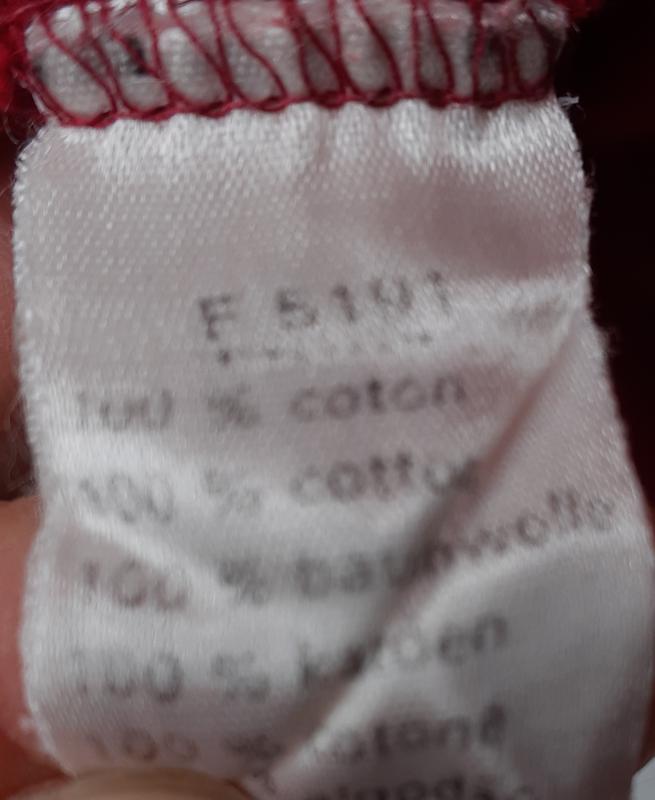 F 5191
100 % coton
100 % cotton
100 % baumwolle
100 % katoen
100 % cotone